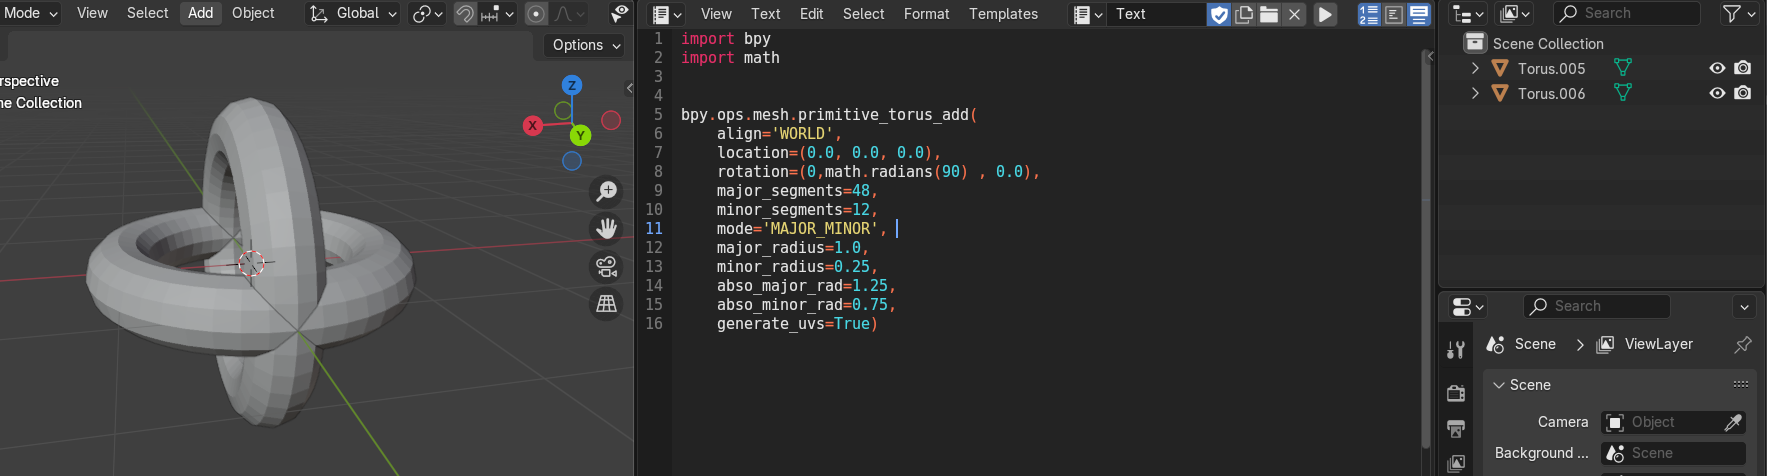 Mode View Select Add Object Global
Options
rspective
ne Collection
Z
X
Y
View Text Edit Select Format Templates Text
1 import bpy
2 import math
3
4
5 bpy.ops.mesh.primitive_torus_add(
6 align='WORLD',
7 location=(0.0, 0.0, 0.0),
8 rotation=(0,math.radians(90) , 0.0),
9 major_segments=48,
10 minor_segments=12,
11 mode='MAJOR_MINOR',
12 major_radius=1.0,
13 minor_radius=0.25,
14 abso_major_rad=1.25,
15 abso_minor_rad=0.75,
16 generate_uvs=True)
Search
Scene Collection
Torus.005
Torus.006
Search
Scene ViewLayer
Scene
Camera Object
Background ... Scene